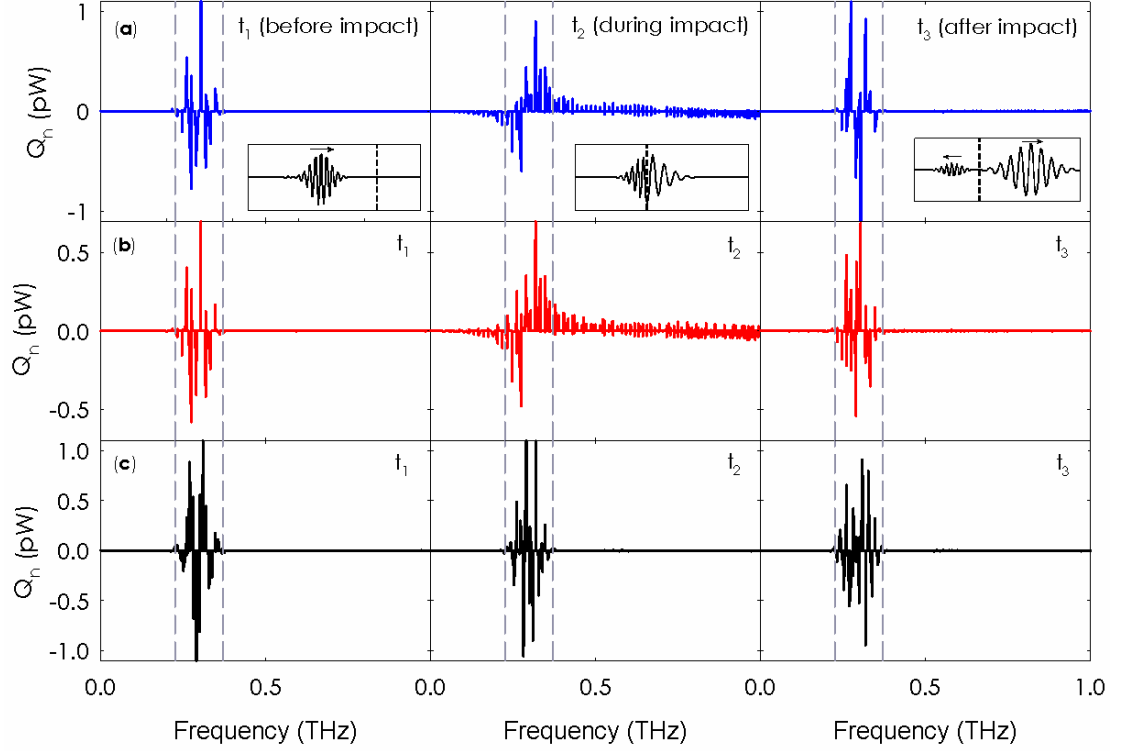 (a) t₁ (before impact) t₂ (during impact) t₃ (after impact)
1
0
-1
Qₙ (pW)
(b) t₁ t₂ t₃
0.5
0.0
-0.5
Qₙ (pW)
(c) t₁ t₂ t₃
1.0
0.5
0.0
-0.5
-1.0
Qₙ (pW)
0.0 0.5 0.0 0.5 0.0 0.5 1.0
Frequency (THz) Frequency (THz) Frequency (THz)